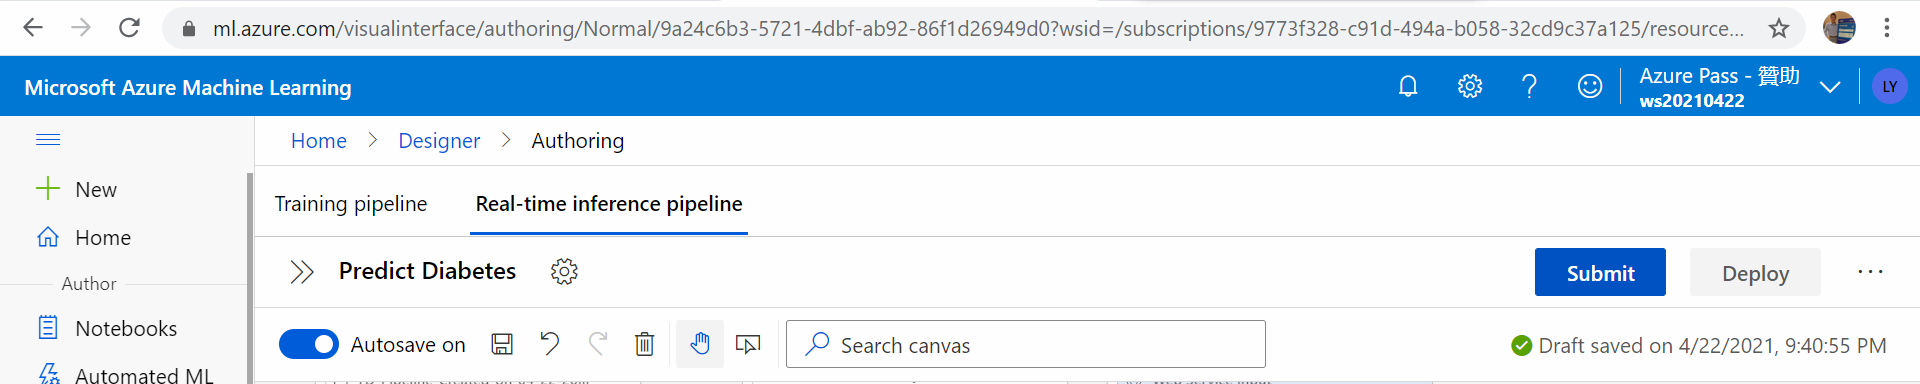 ml.azure.com/visualinterface/authoring/Normal/9a24c6b3-5721-4dbf-ab92-86f1d26949d0?wsid=/subscriptions/9773f328-c91d-494a-b058-32cd9c37a125/resource...
Microsoft Azure Machine Learning
Azure Pass - 贊助
ws20210422
LY
Home > Designer > Authoring
New
Training pipeline
Real-time inference pipeline
Home
Predict Diabetes
Submit
Deploy
...
Author
Notebooks
Autosave on
Search canvas
Draft saved on 4/22/2021, 9:40:55 PM
Automated ML